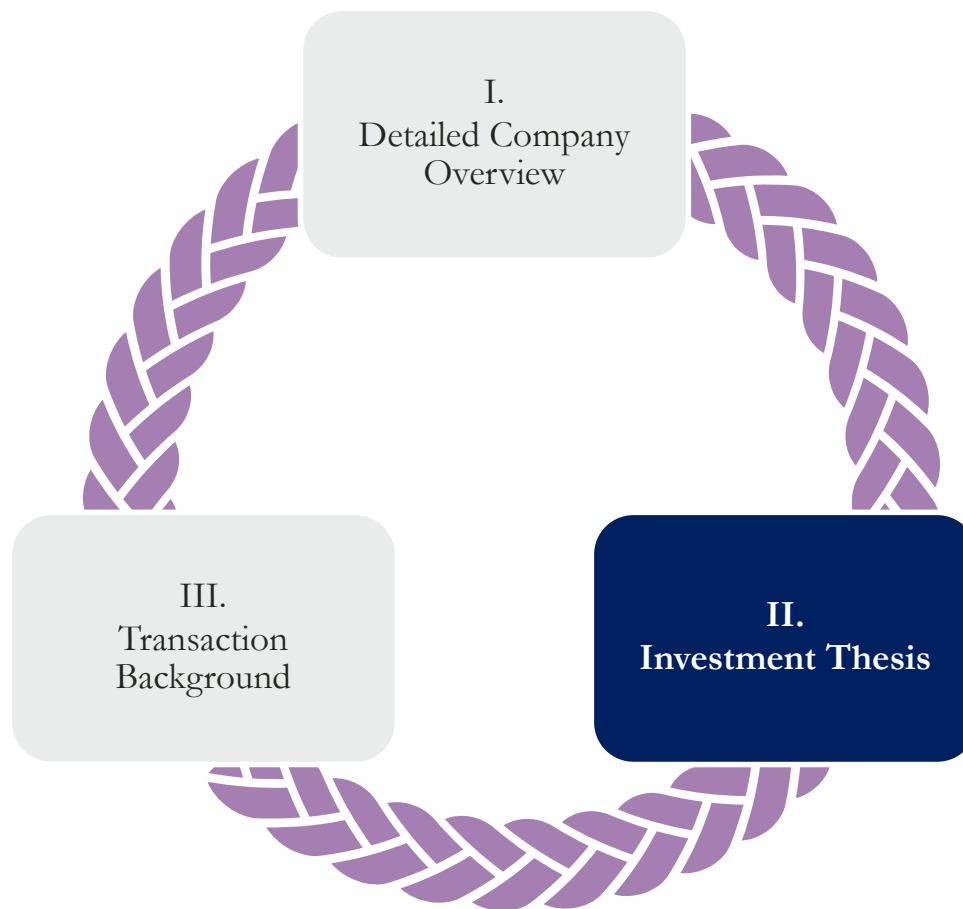 I.
Detailed Company
Overview
III.
Transaction
Background
II.
Investment Thesis